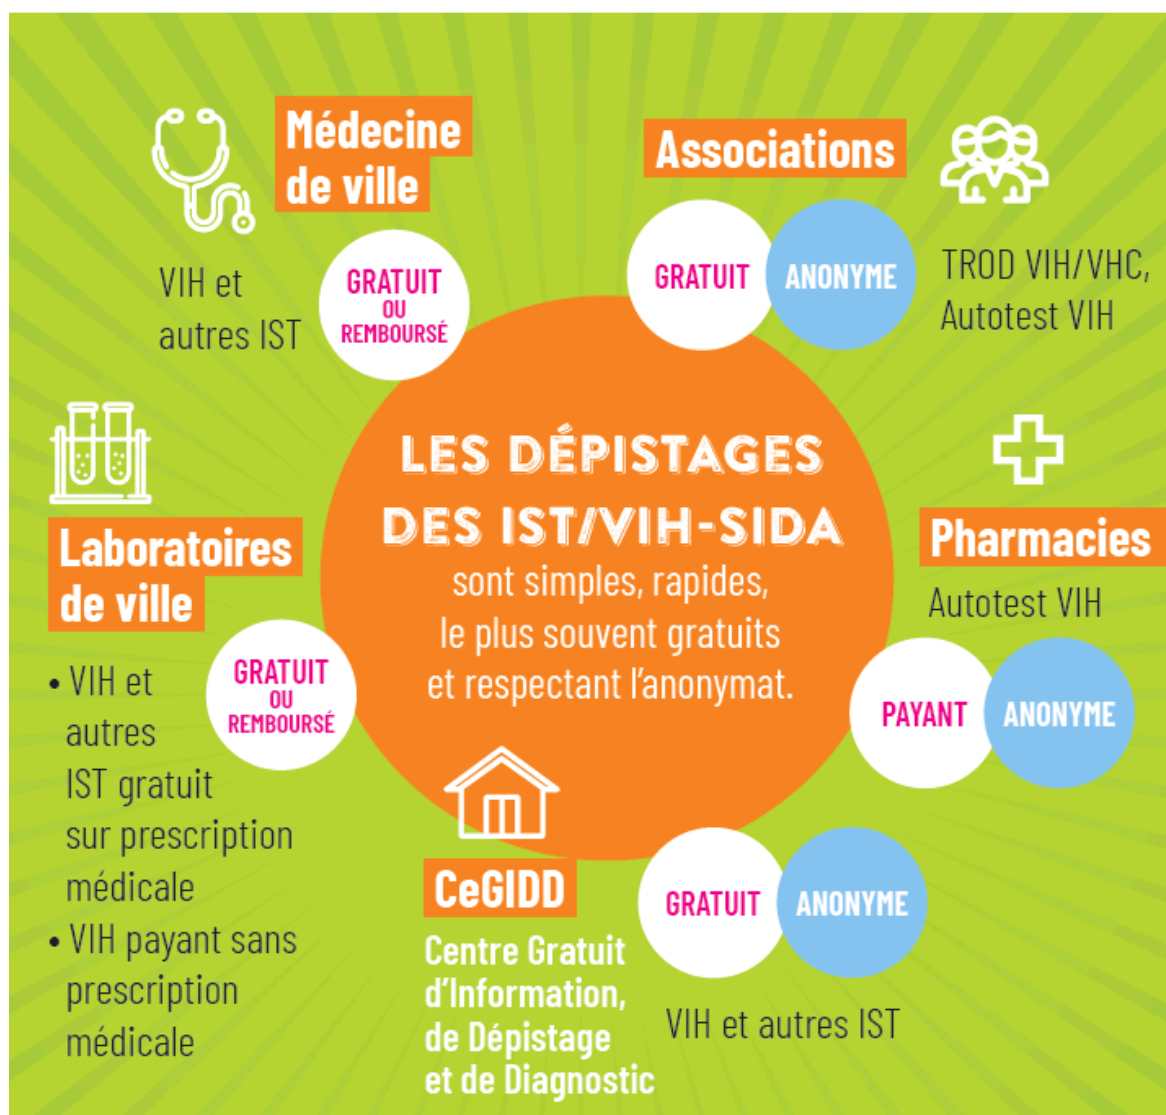 Médecine
de ville
GRATUIT
OU
REMBOURSÉ
VIH et
autres IST
Associations
GRATUIT
ANONYME
TROD VIH/VHC,
Autotest VIH
LES DÉPISTAGES
DES IST/VIH-SIDA
sont simples, rapides,
le plus souvent gratuits
et respectant l’anonymat.
Laboratoires
de ville
GRATUIT
OU
REMBOURSÉ
• VIH et
autres
IST gratuit
sur prescription
médicale
• VIH payant sans
prescription
médicale
Pharmacies
Autotest VIH
PAYANT
ANONYME
CeGIDD
Centre Gratuit
d’Information,
de Dépistage
et de Diagnostic
GRATUIT
ANONYME
VIH et autres IST